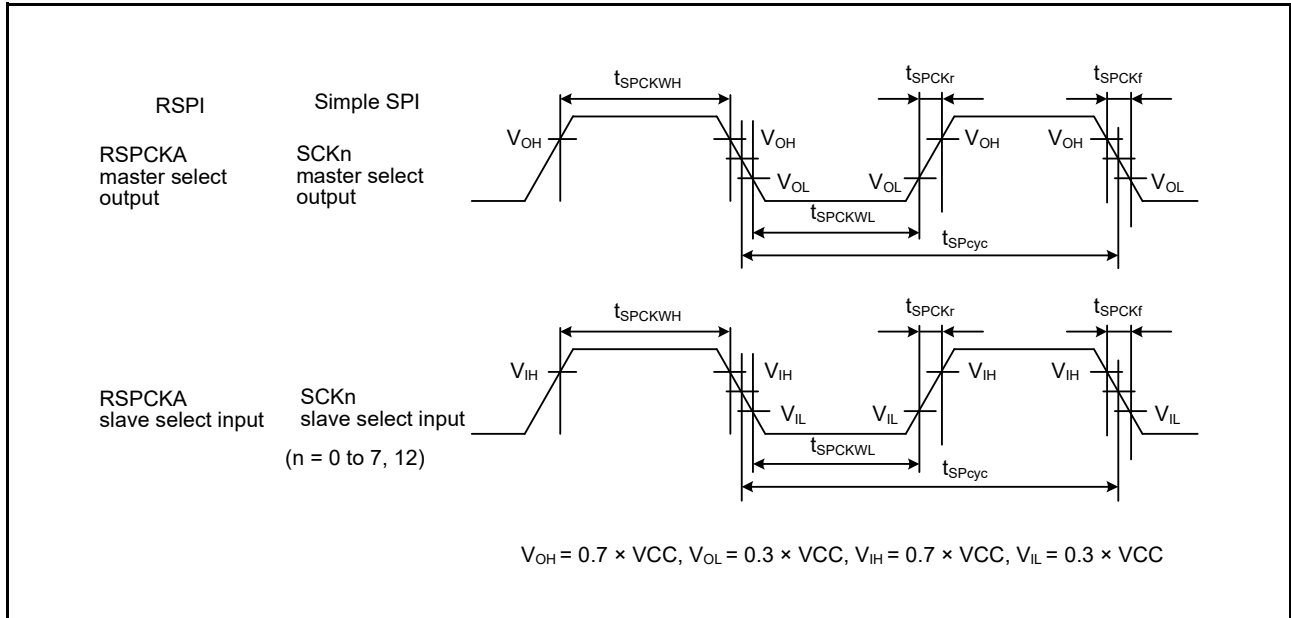 RSPI
Simple SPI
RSPCKA
master select
output
SCKn
master select
output
tSPCKWH
tSPCKr
tSPCKf
VOH
VOH
VOL
VOL
VOH
VOH
VOL
tSPCKWL
tSPcyc
RSPCKA
slave select input
SCKn
slave select input
(n = 0 to 7, 12)
tSPCKWH
tSPCKr
tSPCKf
VIH
VIH
VIL
VIL
VIH
VIH
VIL
tSPCKWL
tSPcyc
VOH = 0.7 × VCC, VOL = 0.3 × VCC, VIH = 0.7 × VCC, VIL = 0.3 × VCC